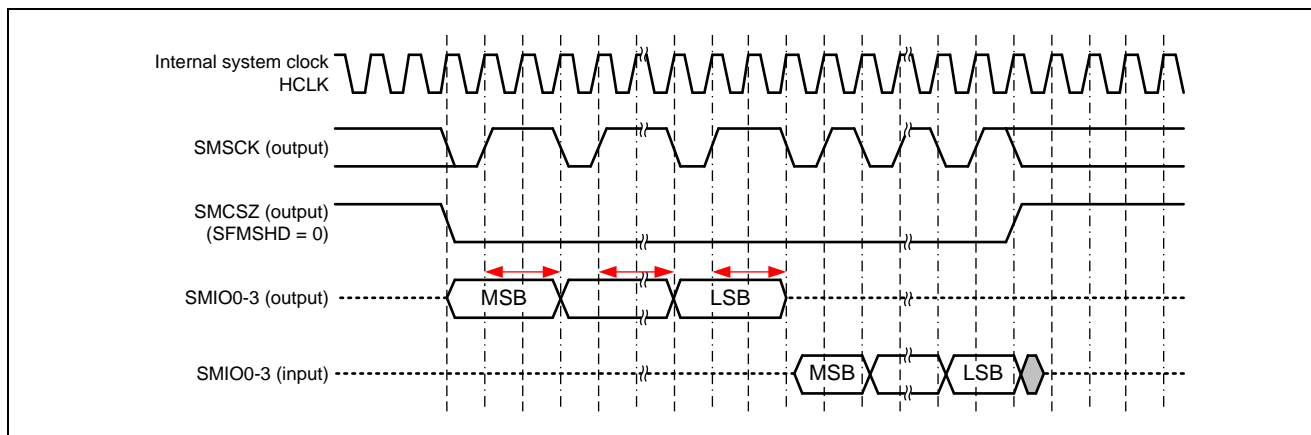 Internal system clock
HCLK
SMSCK (output)
SMCSZ (output)
(SFMSHD = 0)
SMIO0-3 (output)
MSB
LSB
SMIO0-3 (input)
MSB
LSB